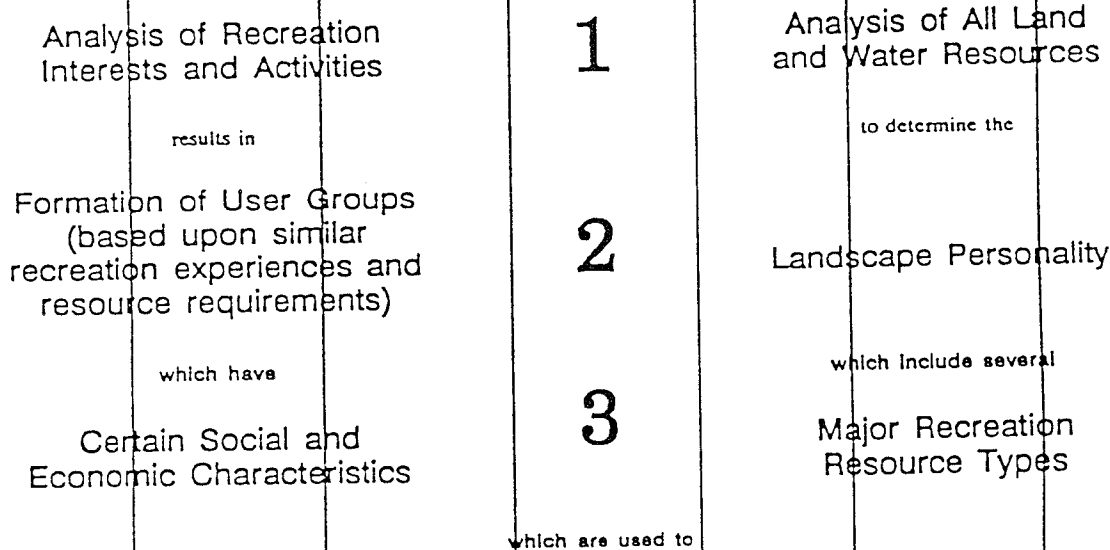 Analysis of Recreation
Interests and Activities
results in
Formation of User Groups
(based upon similar
recreation experiences and
resource requirements)
which have
Certain Social and
Economic Characteristics
1
2
3
which are used to
Analysis of All Land
and Water Resources
to determine the
Landscape Personality
which include several
Major Recreation
Resource Types